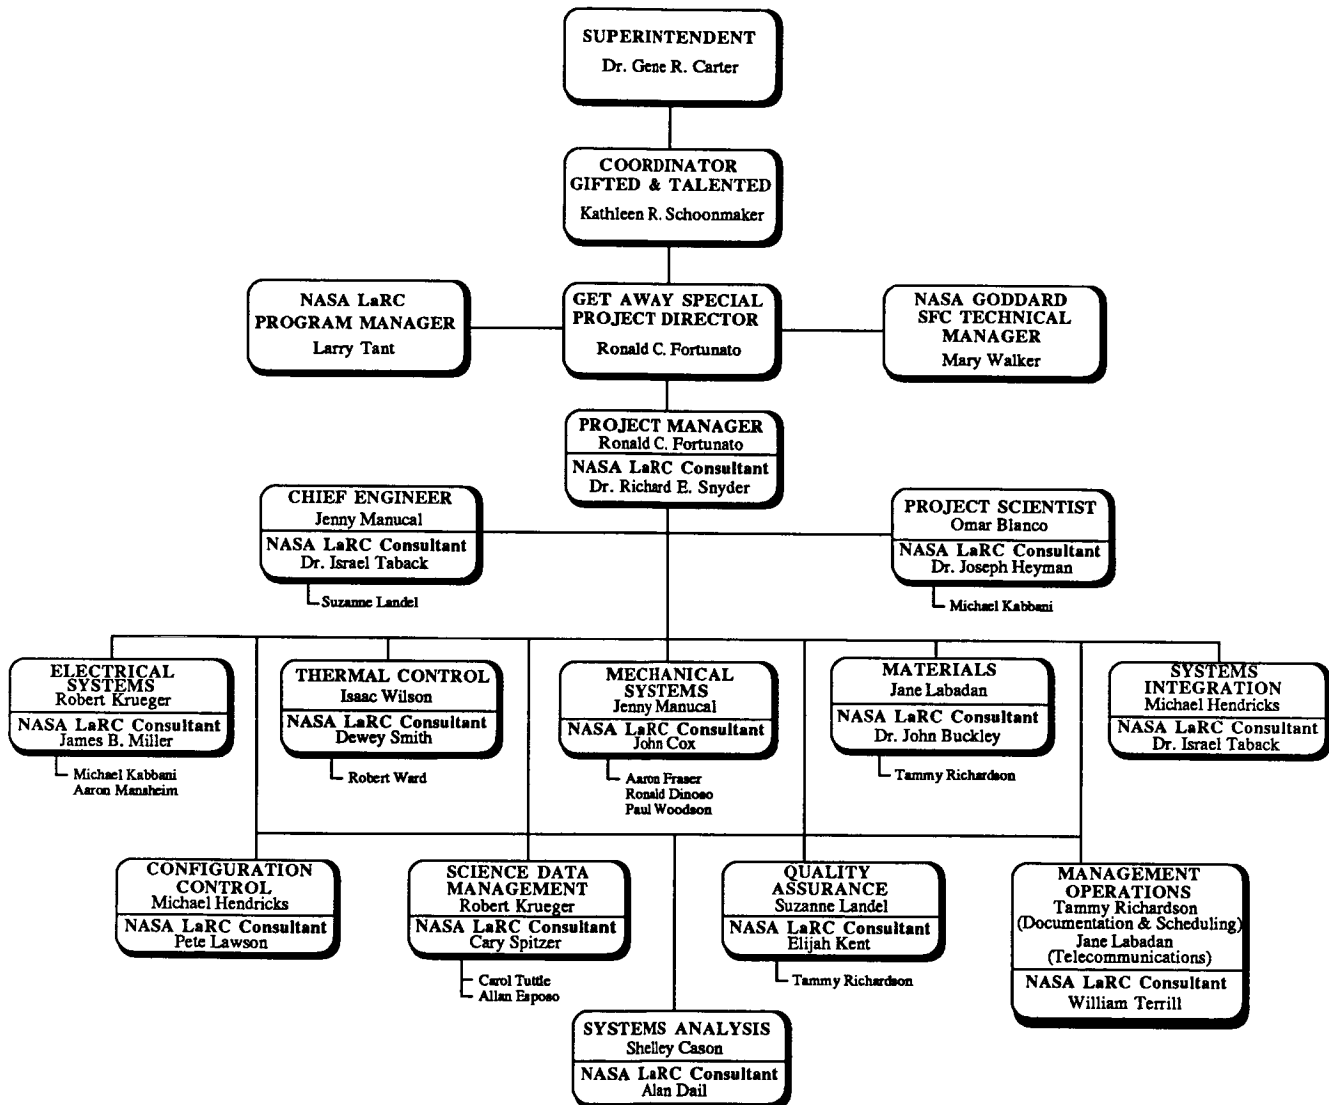 SUPERINTENDENT
Dr. Gene R. Carter
COORDINATOR
GIFTED & TALENTED
Kathleen R. Schoonmaker
NASA LaRC
PROGRAM MANAGER
Larry Tant
GET AWAY SPECIAL
PROJECT DIRECTOR
Ronald C. Fortunato
NASA GODDARD
SFC TECHNICAL
MANAGER
Mary Walker
PROJECT MANAGER
Ronald C. Fortunato
NASA LaRC Consultant
Dr. Richard E. Snyder
CHIEF ENGINEER
Jenny Manucal
NASA LaRC Consultant
Dr. Israel Taback
Suzanne Landel
PROJECT SCIENTIST
Omar Blanco
NASA LaRC Consultant
Dr. Joseph Heyman
Michael Kabbani
ELECTRICAL
SYSTEMS
Robert Krueger
NASA LaRC Consultant
James B. Miller
Michael Kabbani
Aaron Mansheim
THERMAL CONTROL
Isaac Wilson
NASA LaRC Consultant
Dewey Smith
Robert Ward
MECHANICAL
SYSTEMS
Jenny Manucal
NASA LaRC Consultant
John Cox
Aaron Fraser
Ronald Dinoso
Paul Woodson
MATERIALS
Jane Labadan
NASA LaRC Consultant
Dr. John Buckley
Tammy Richardson
SYSTEMS
INTEGRATION
Michael Hendricks
NASA LaRC Consultant
Dr. Israel Taback
CONFIGURATION
CONTROL
Michael Hendricks
NASA LaRC Consultant
Pete Lawson
SCIENCE DATA
MANAGEMENT
Robert Krueger
NASA LaRC Consultant
Cary Spitzer
Carol Tuttle
Allan Esposo
QUALITY
ASSURANCE
Suzanne Landel
NASA LaRC Consultant
Elijah Kent
Tammy Richardson
MANAGEMENT
OPERATIONS
Tammy Richardson
(Documentation & Scheduling)
Jane Labadan
(Telecommunications)
NASA LaRC Consultant
William Terrill
SYSTEMS ANALYSIS
Shelley Cason
NASA LaRC Consultant
Alan Dail